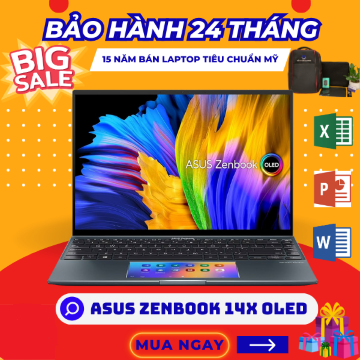 BẢO HÀNH 24 THÁNG
15 NĂM BÁN LAPTOP TIÊU CHUẨN MỸ
BIG
SALE
ASUS Zenbook OLED
X
P
W
ASUS ZENBOOK 14X OLED
MUA NGAY